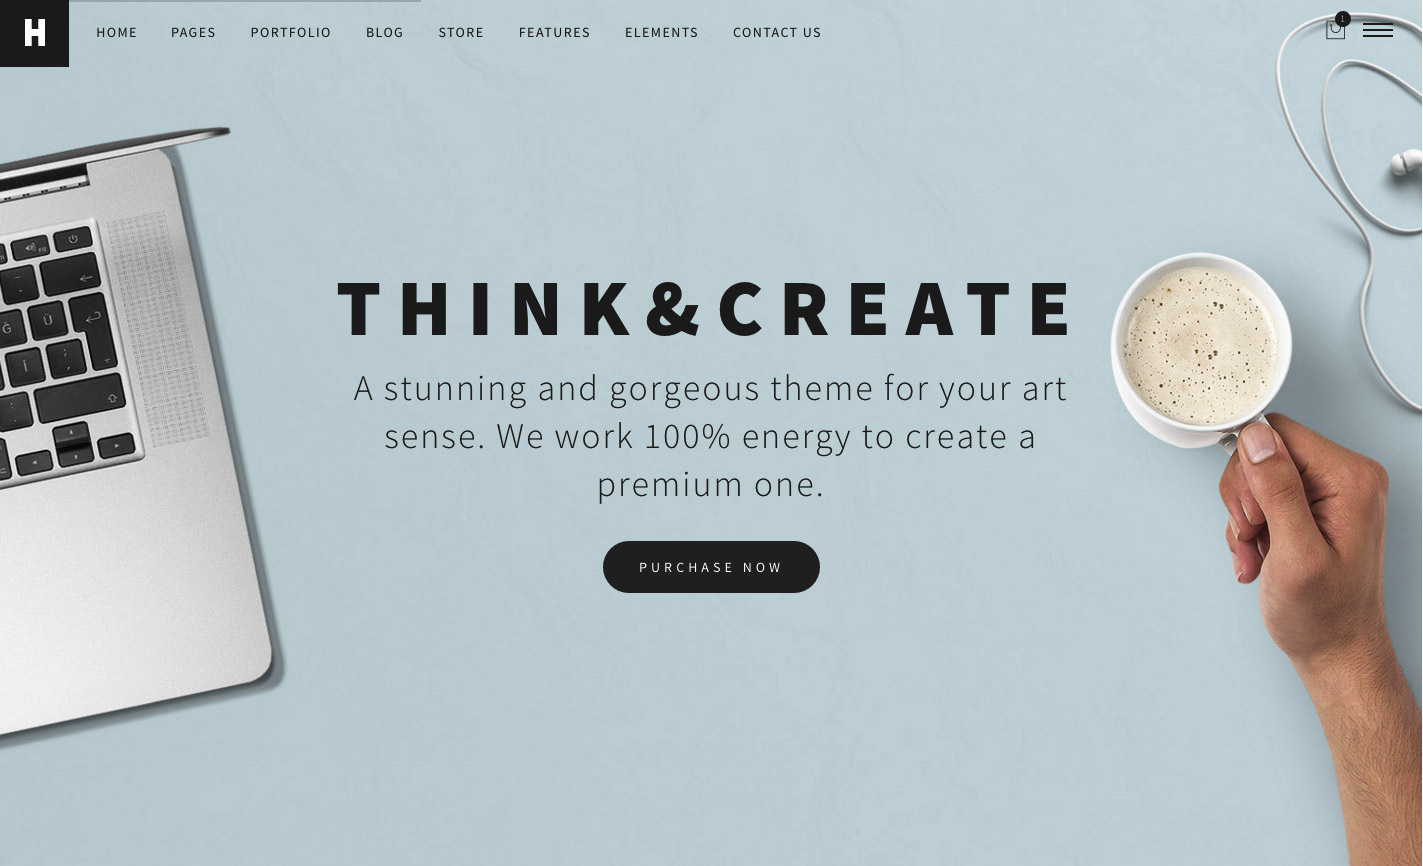 H
HOME PAGES PORTFOLIO BLOG STORE FEATURES ELEMENTS CONTACT US
1
THINK&CREATE
A stunning and gorgeous theme for your art
sense. We work 100% energy to create a
premium one.
PURCHASE NOW
Ğ Ü
İ ;